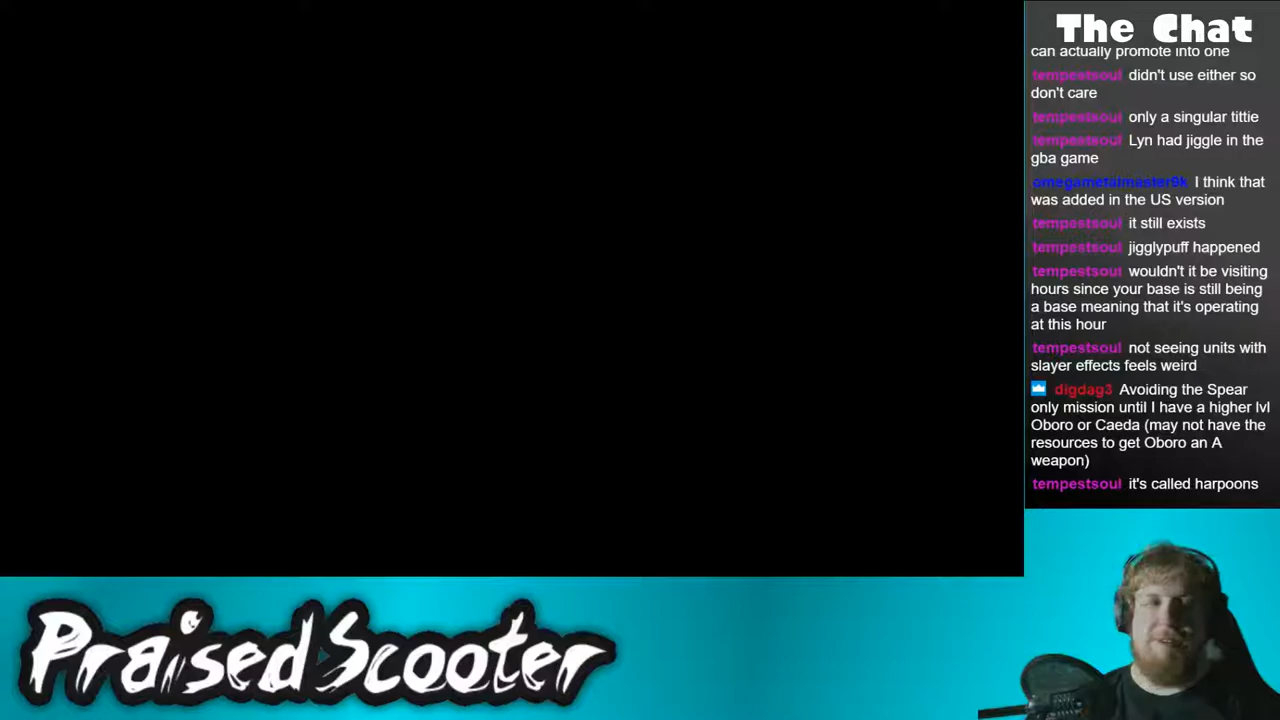 The Chat
can actually promote into one
tempestsoul didn't use either so
don't care
tempestsoul only a singular tittie
tempestsoul Lyn had jiggle in the
gba game
omegametalmaster9k I think that
was added in the US version
tempestsoul it still exists
tempestsoul jigglypuff happened
tempestsoul wouldn't it be visiting
hours since your base is still being
a base meaning that it's operating
at this hour
tempestsoul not seeing units with
slayer effects feels weird
digdag3 Avoiding the Spear
only mission until I have a higher lvl
Oboro or Caeda (may not have the
resources to get Oboro an A
weapon)
tempestsoul it's called harpoons
Praised Scooter